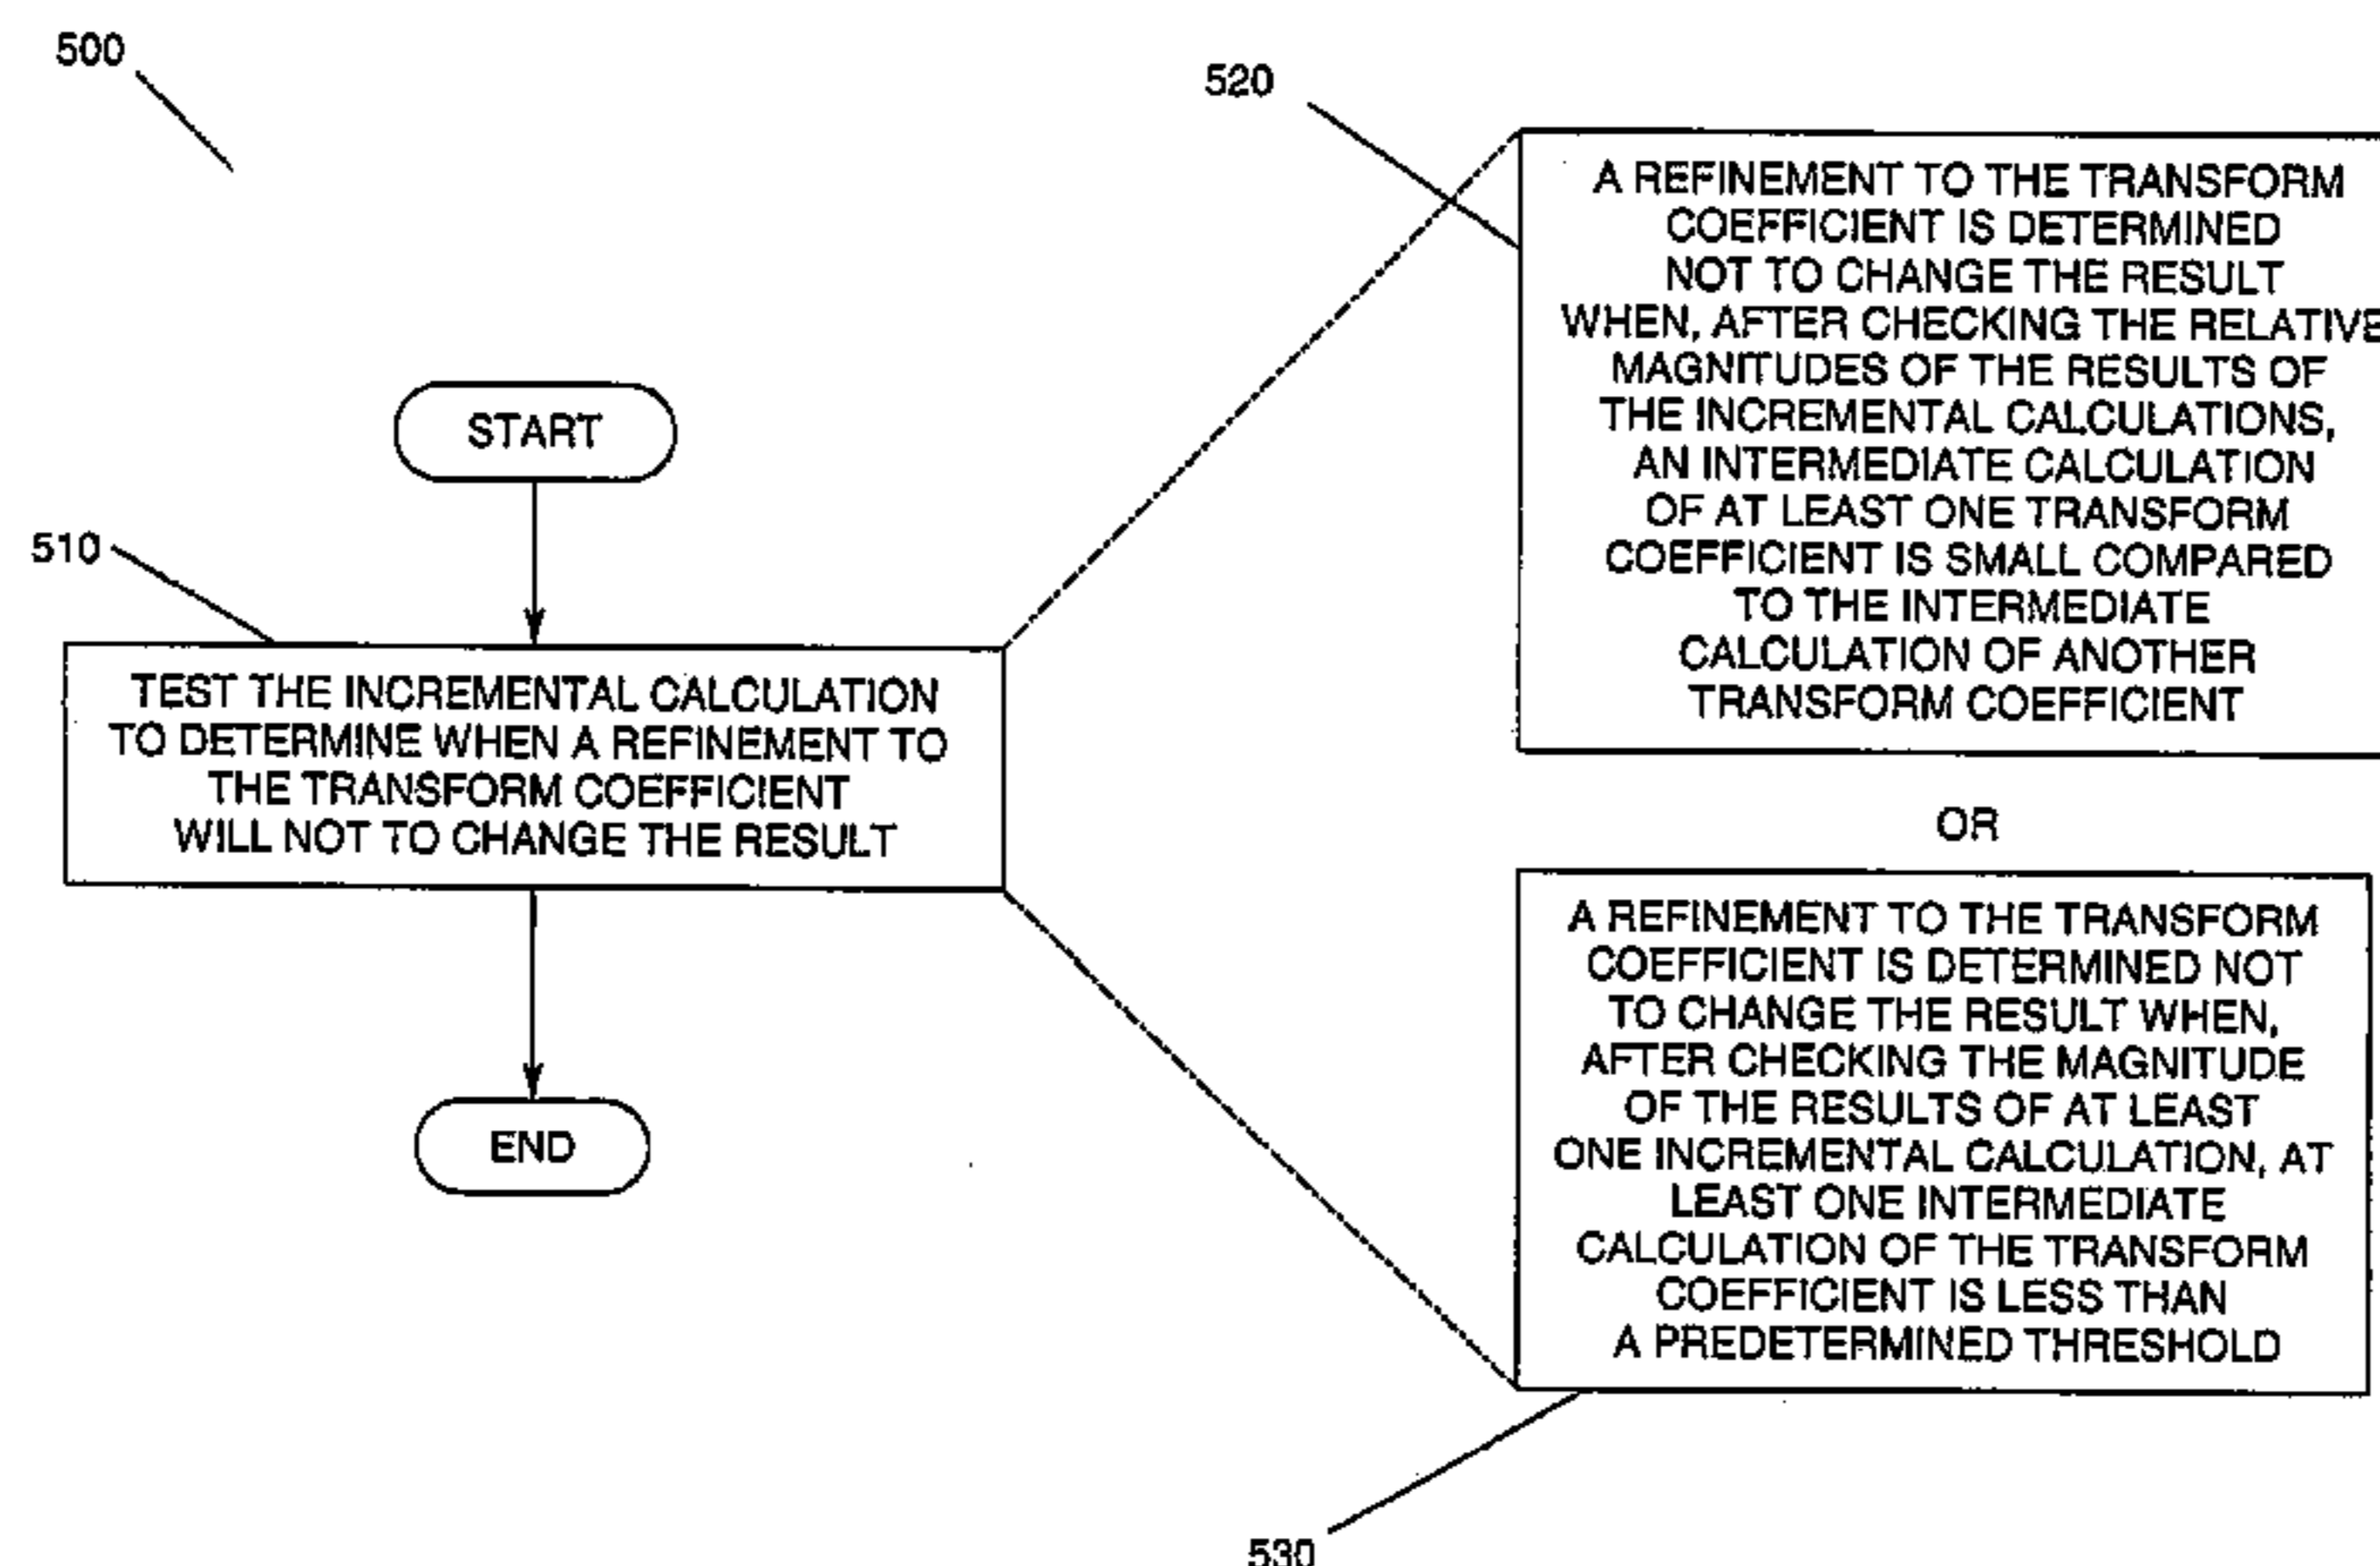 500
520
A REFINEMENT TO THE TRANSFORM
COEFFICIENT IS DETERMINED
NOT TO CHANGE THE RESULT
WHEN, AFTER CHECKING THE RELATIVE
MAGNITUDES OF THE RESULTS OF
THE INCREMENTAL CALCULATIONS,
AN INTERMEDIATE CALCULATION
OF AT LEAST ONE TRANSFORM
COEFFICIENT IS SMALL COMPARED
TO THE INTERMEDIATE
CALCULATION OF ANOTHER
TRANSFORM COEFFICIENT
START
510
TEST THE INCREMENTAL CALCULATION
TO DETERMINE WHEN A REFINEMENT TO
THE TRANSFORM COEFFICIENT
WILL NOT TO CHANGE THE RESULT
OR
A REFINEMENT TO THE TRANSFORM
COEFFICIENT IS DETERMINED NOT
TO CHANGE THE RESULT WHEN,
AFTER CHECKING THE MAGNITUDE
OF THE RESULTS OF AT LEAST
ONE INCREMENTAL CALCULATION, AT
LEAST ONE INTERMEDIATE
CALCULATION OF THE TRANSFORM
COEFFICIENT IS LESS THAN
A PREDETERMINED THRESHOLD
END
530